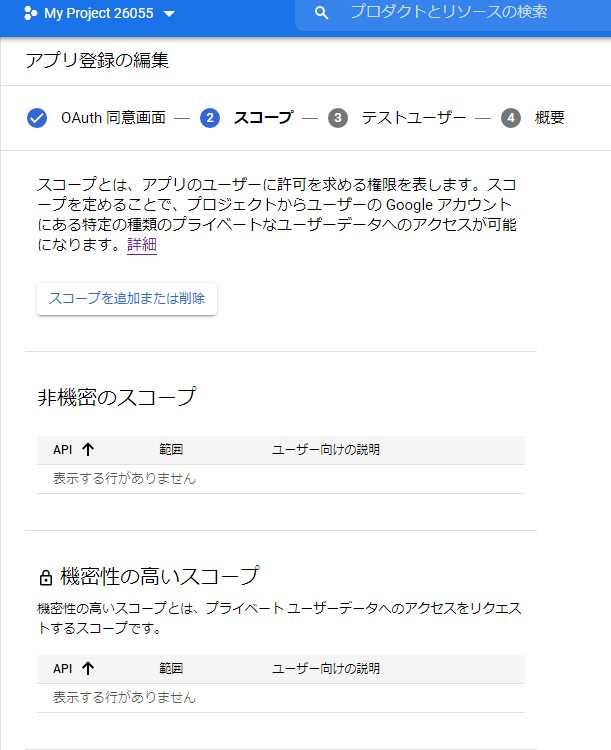 My Project 26055 プロダクトとリソースの検索
アプリ登録の編集
OAuth 同意画面 — 2 スコープ — 3 テストユーザー — 4 概要
スコープとは、アプリのユーザーに許可を求める権限を表します。スコ
ープを定めることで、プロジェクトからユーザーの Google アカウント
にある特定の種類のプライベートなユーザーデータへのアクセスが可能
になります。詳細
スコープを追加または削除
非機密のスコープ
API 範囲 ユーザー向けの説明
表示する行がありません
機密性の高いスコープ
機密性の高いスコープとは、プライベート ユーザーデータへのアクセスをリクエス
トするスコープです。
API 範囲 ユーザー向けの説明
表示する行がありません